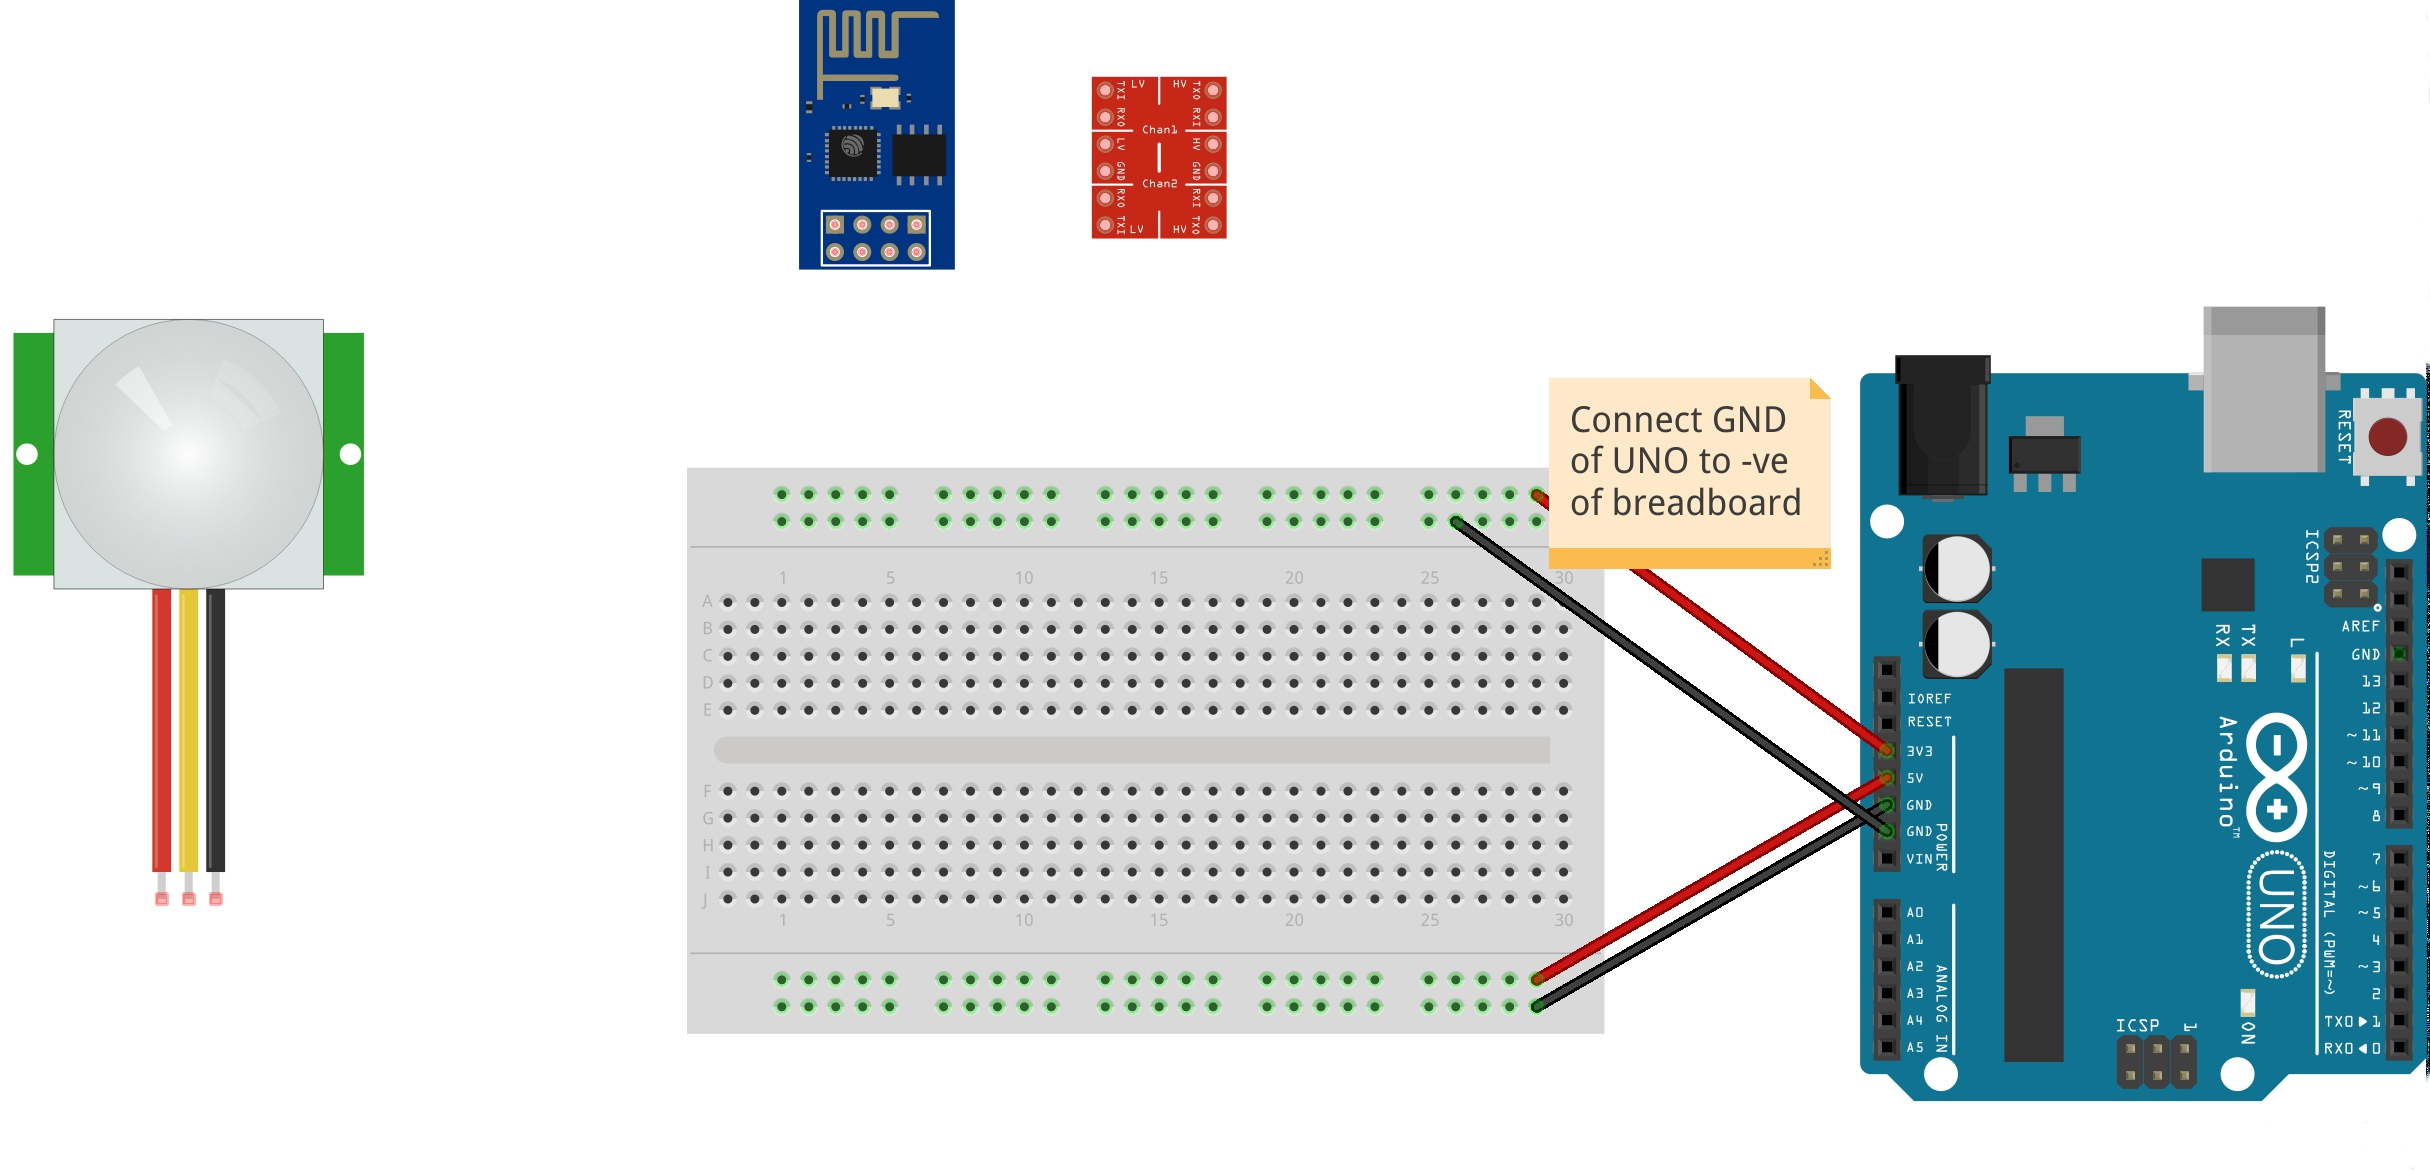 TXI
LV
HV
TXO
RXO
RXI
Chan1
LV
HV
GND
GND
Chan2
RXO
RXI
TXI
LV
HV
TXO
Connect GND
of UNO to -ve
of breadboard
RESET
ICSP2
1
5
10
15
20
25
30
A
B
C
D
E
F
G
H
I
J
1
5
10
15
20
25
30
IOREF
RESET
3V3
5V
GND
GND
VIN
POWER
A0
A1
A2
A3
A4
A5
ANALOG IN
RX
TX
L
Arduino™
UNO
AREF
GND
13
12
~11
~10
~9
8
7
~6
~5
4
~3
2
TX0▶1
RX0◀0
DIGITAL (PWM=~)
ON
ICSP
1